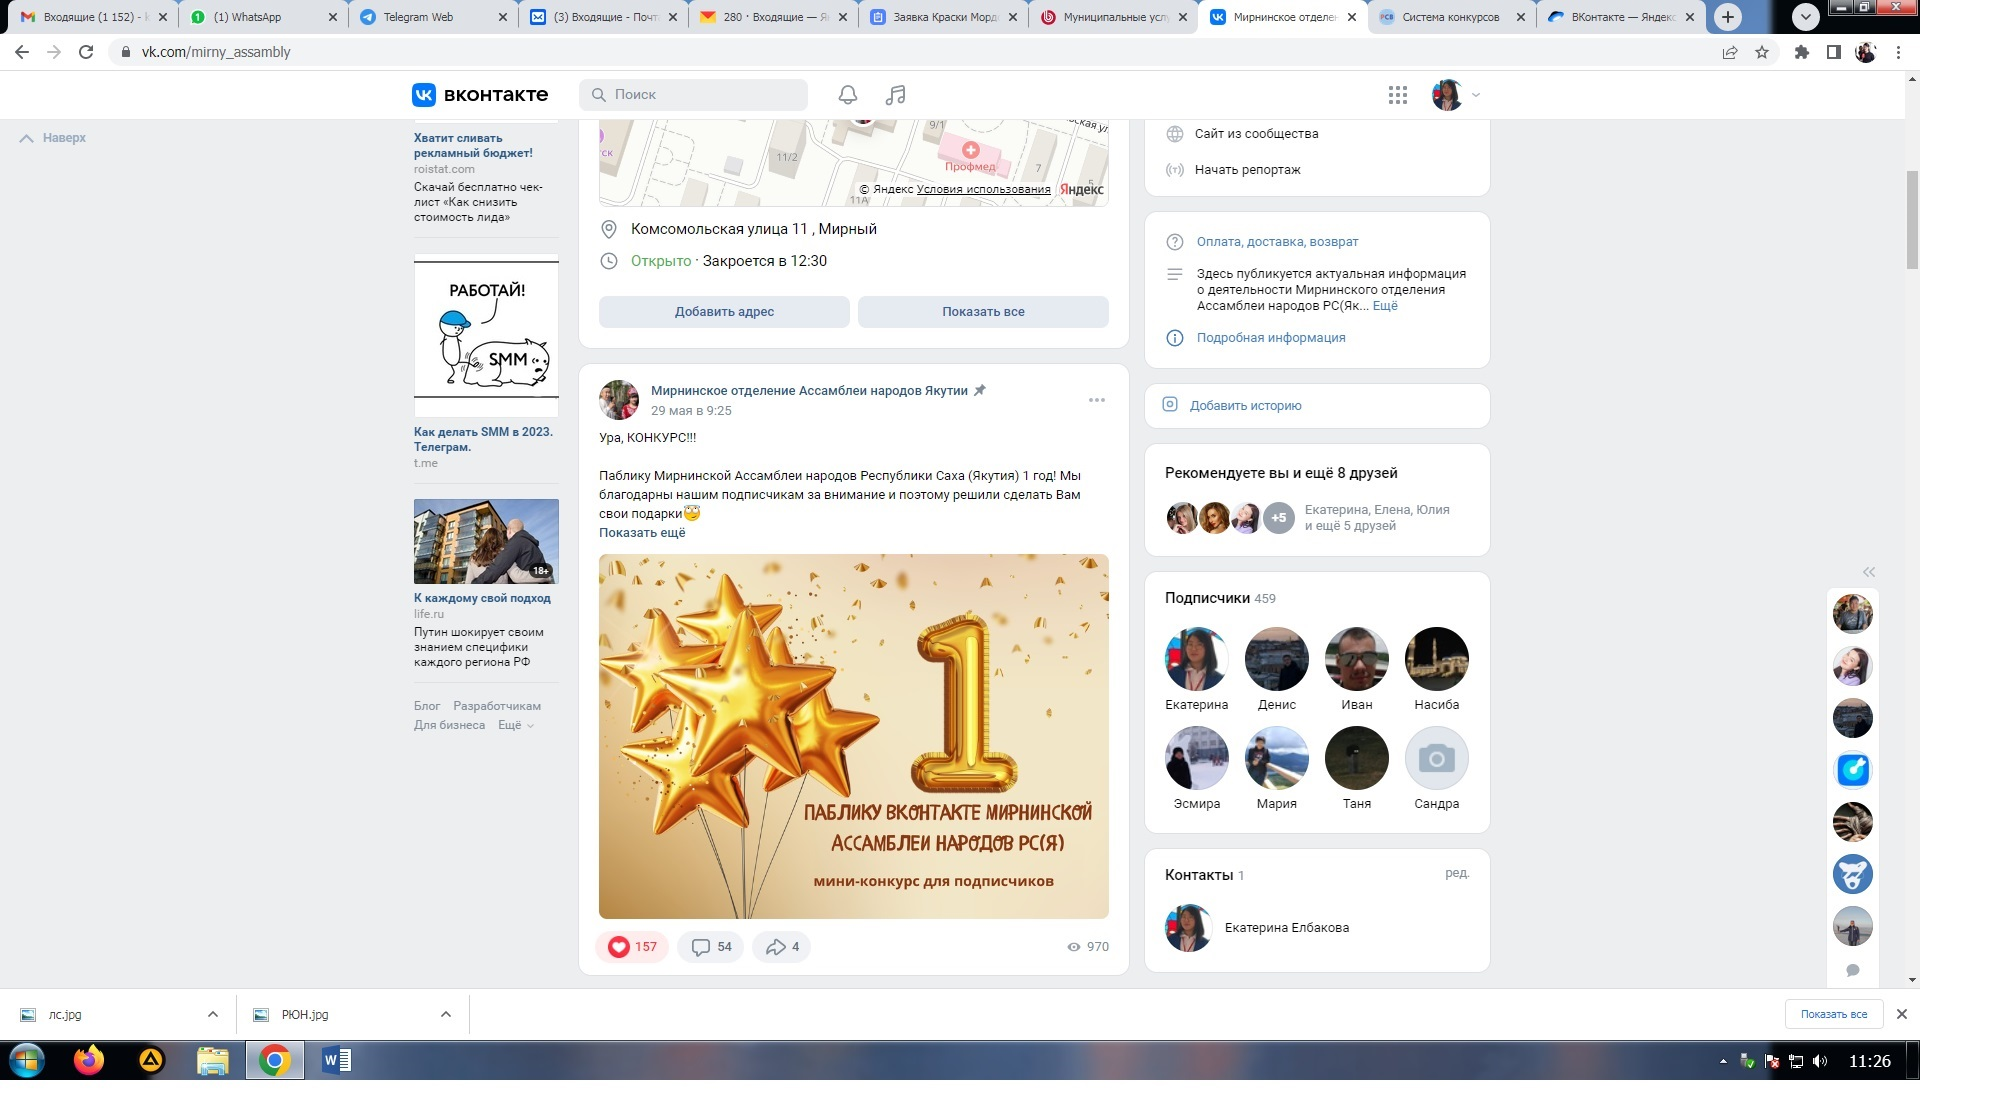 Входящие (1 152) -
(1) WhatsApp
Telegram Web
(3) Входящие - Почт
280 · Входящие — Я
Заявка Краски Морд
Муниципальные усл
Мирнинское отделен
Система конкурсов
ВКонтакте — Яндекс
vk.com/mirny_assambly
вконтакте
Поиск
Наверх
Хватит сливать
рекламный бюджет!
roistat.com
Скачай бесплатно чек-
лист «Как снизить
стоимость лида»
РАБОТАЙ!
SMM
Как делать SMM в 2023.
Телеграм.
t.me
18+
К каждому свой подход
life.ru
Путин шокирует своим
знанием специфики
каждого региона РФ
Блог Разработчикам
Для бизнеса Ещё
9/1
11/2
Профмед
7
11А
© Яндекс Условия использования Яндекс
Комсомольская улица 11 , Мирный
Открыто · Закроется в 12:30
Добавить адрес
Показать все
Мирнинское отделение Ассамблеи народов Якутии
29 мая в 9:25
Ура, КОНКУРС!!!
Паблику Мирнинской Ассамблеи народов Республики Саха (Якутия) 1 год! Мы
благодарны нашим подписчикам за внимание и поэтому решили сделать Вам
свои подарки😇
Показать ещё
1
ПАБЛИКУ ВКОНТАКТЕ МИРНИНСКОЙ
АССАМБЛЕИ НАРОДОВ РС(Я)
мини-конкурс для подписчиков
157
54
4
970
Сайт из сообщества
Начать репортаж
Оплата, доставка, возврат
Здесь публикуется актуальная информация
о деятельности Мирнинского отделения
Ассамблеи народов РС(Як... Ещё
Подробная информация
Добавить историю
Рекомендуете вы и ещё 8 друзей
+5
Екатерина, Елена, Юлия
и ещё 5 друзей
Подписчики 459
Екатерина Денис Иван Насиба
Эсмира Мария Таня Сандра
Контакты 1
ред.
Екатерина Елбакова
лс.jpg
РЮН.jpg
Показать все
11:26